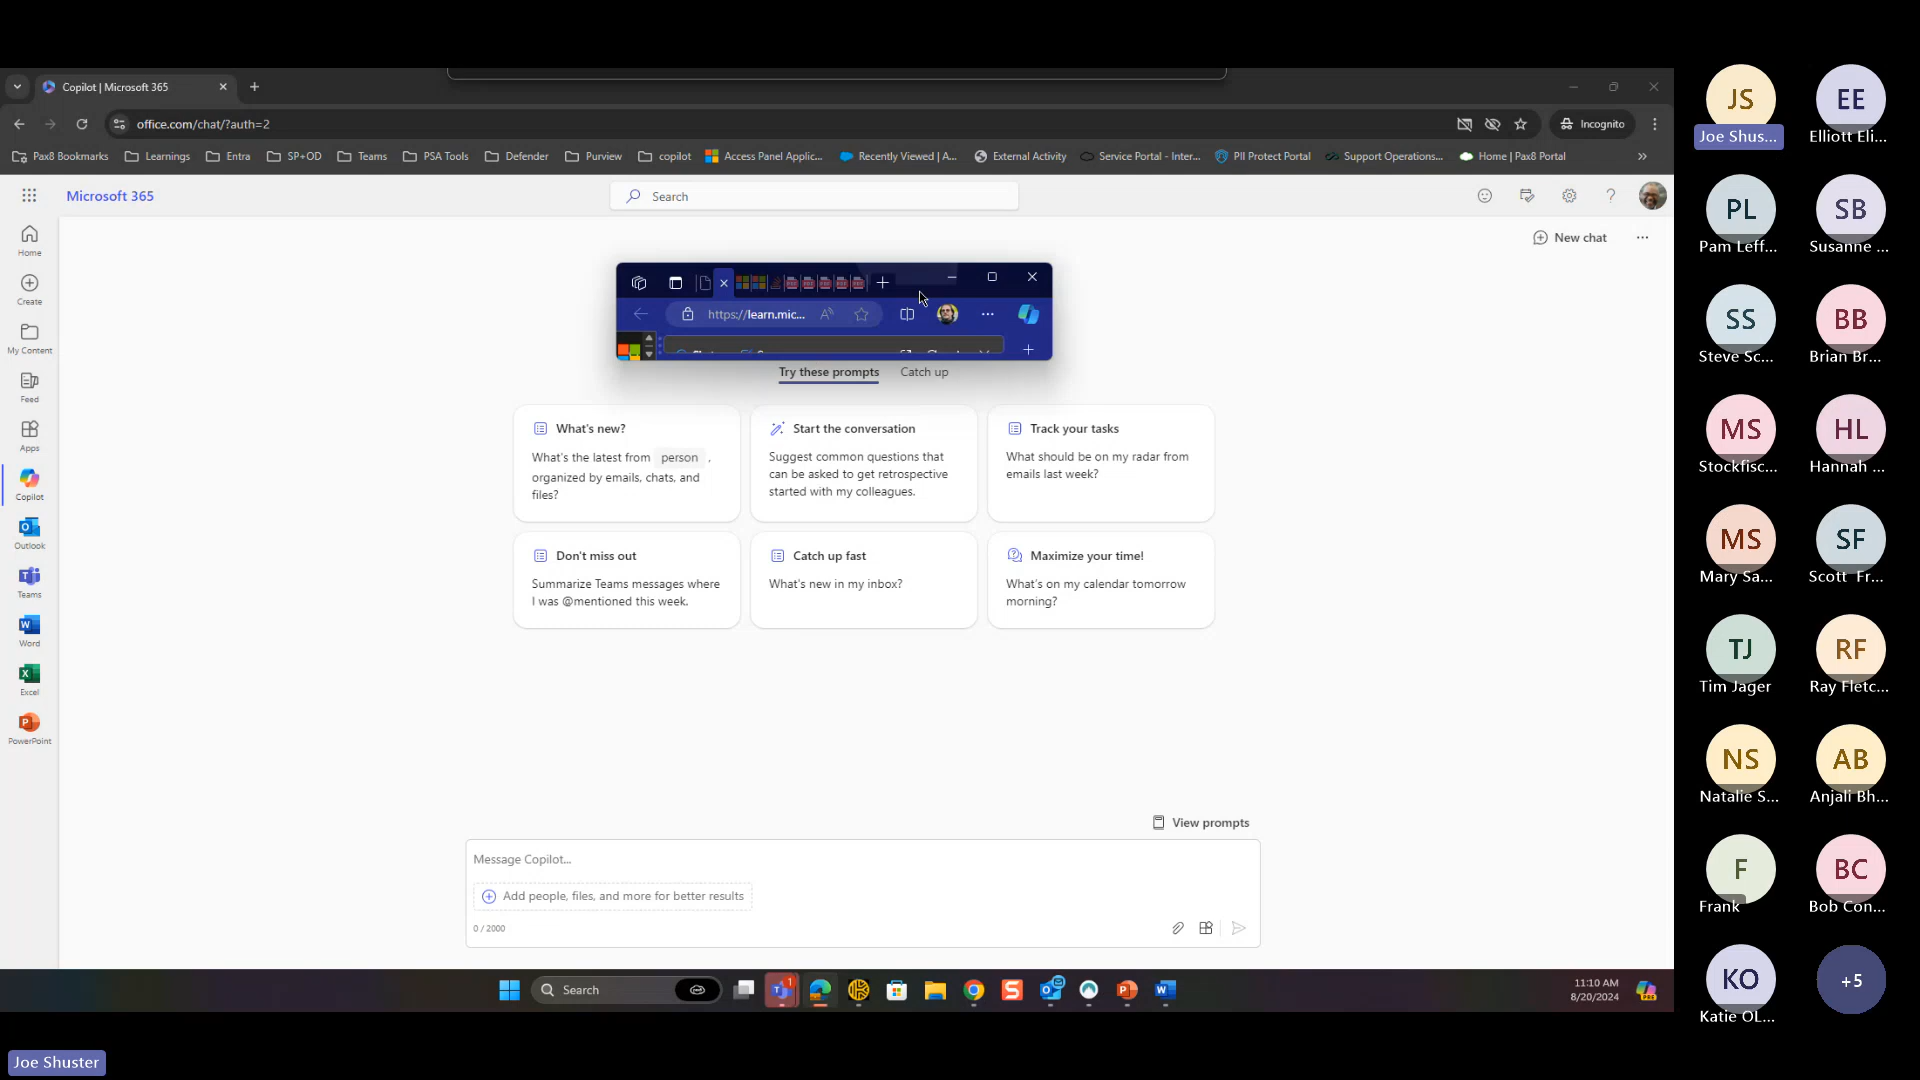 Copilot | Microsoft 365
office.com/chat/?auth=2
Incognito
Pax8 Bookmarks
Learnings
Entra
SP+OD
Teams
PSA Tools
Defender
Purview
copilot
Access Panel Applic...
Recently Viewed | A...
External Activity
Service Portal - Inter...
PII Protect Portal
Support Operations...
Home | Pax8 Portal
Microsoft 365
Search
New chat
Home
Create
My Content
Feed
Apps
Copilot
Outlook
Teams
Word
Excel
PowerPoint
https://learn.mic...
Try these prompts
Catch up
What's new?
What's the latest from person ,
organized by emails, chats, and
files?
Start the conversation
Suggest common questions that
can be asked to get retrospective
started with my colleagues.
Track your tasks
What should be on my radar from
emails last week?
Don't miss out
Summarize Teams messages where
I was @mentioned this week.
Catch up fast
What's new in my inbox?
Maximize your time!
What's on my calendar tomorrow
morning?
View prompts
Message Copilot...
Add people, files, and more for better results
0 / 2000
Search
11:10 AM
8/20/2024
JS
Joe Shus...
EE
Elliott Eli...
PL
Pam Leff...
SB
Susanne ...
SS
Steve Sc...
BB
Brian Br...
MS
Stockfisc...
HL
Hannah ...
MS
Mary Sa...
SF
Scott Fr...
TJ
Tim Jager
RF
Ray Fletc...
NS
Natalie S...
AB
Anjali Bh...
F
Frank
BC
Bob Con...
KO
Katie OL...
+5
Joe Shuster